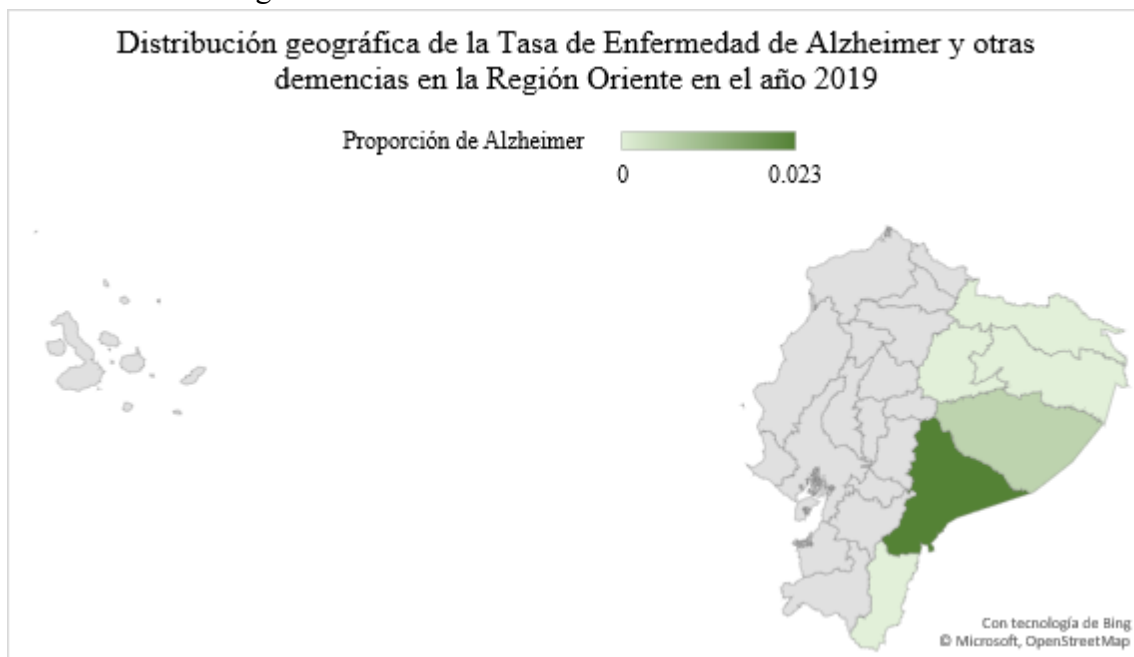 Distribución geográfica de la Tasa de Enfermedad de Alzheimer y otras
demencias en la Región Oriente en el año 2019
Proporción de Alzheimer
0 0.023
Con tecnología de Bing
© Microsoft, OpenStreetMap